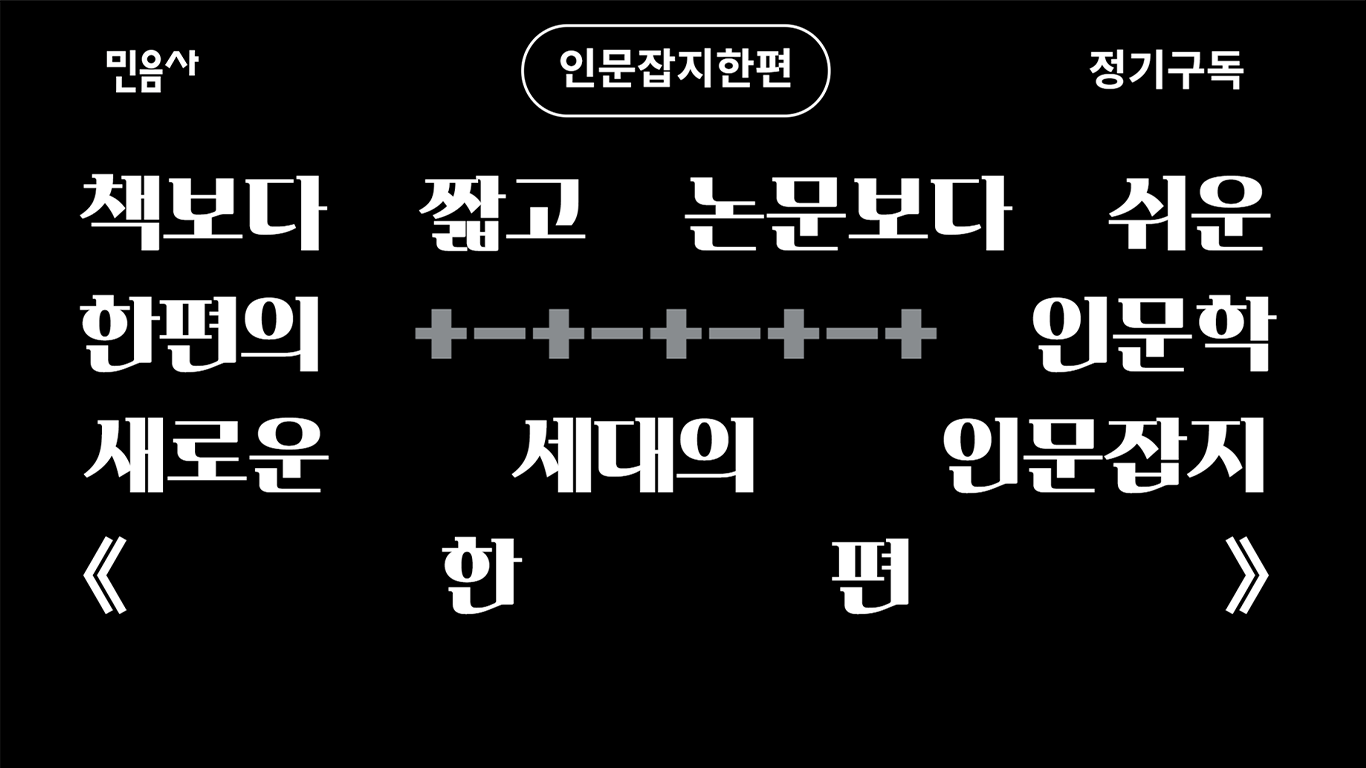 민음사 인문잡지한편 정기구독
책보다 짧고 논문보다 쉬운
한편의 +-+-+-+-+ 인문학
새로운 세대의 인문잡지
《 한 편 》